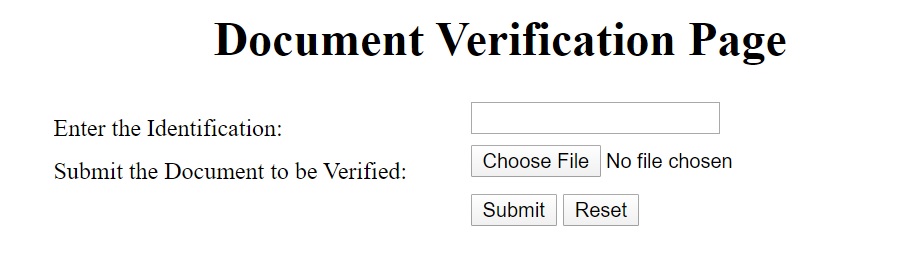 Document Verification Page
Enter the Identification:
Submit the Document to be Verified: Choose File No file chosen
Submit Reset